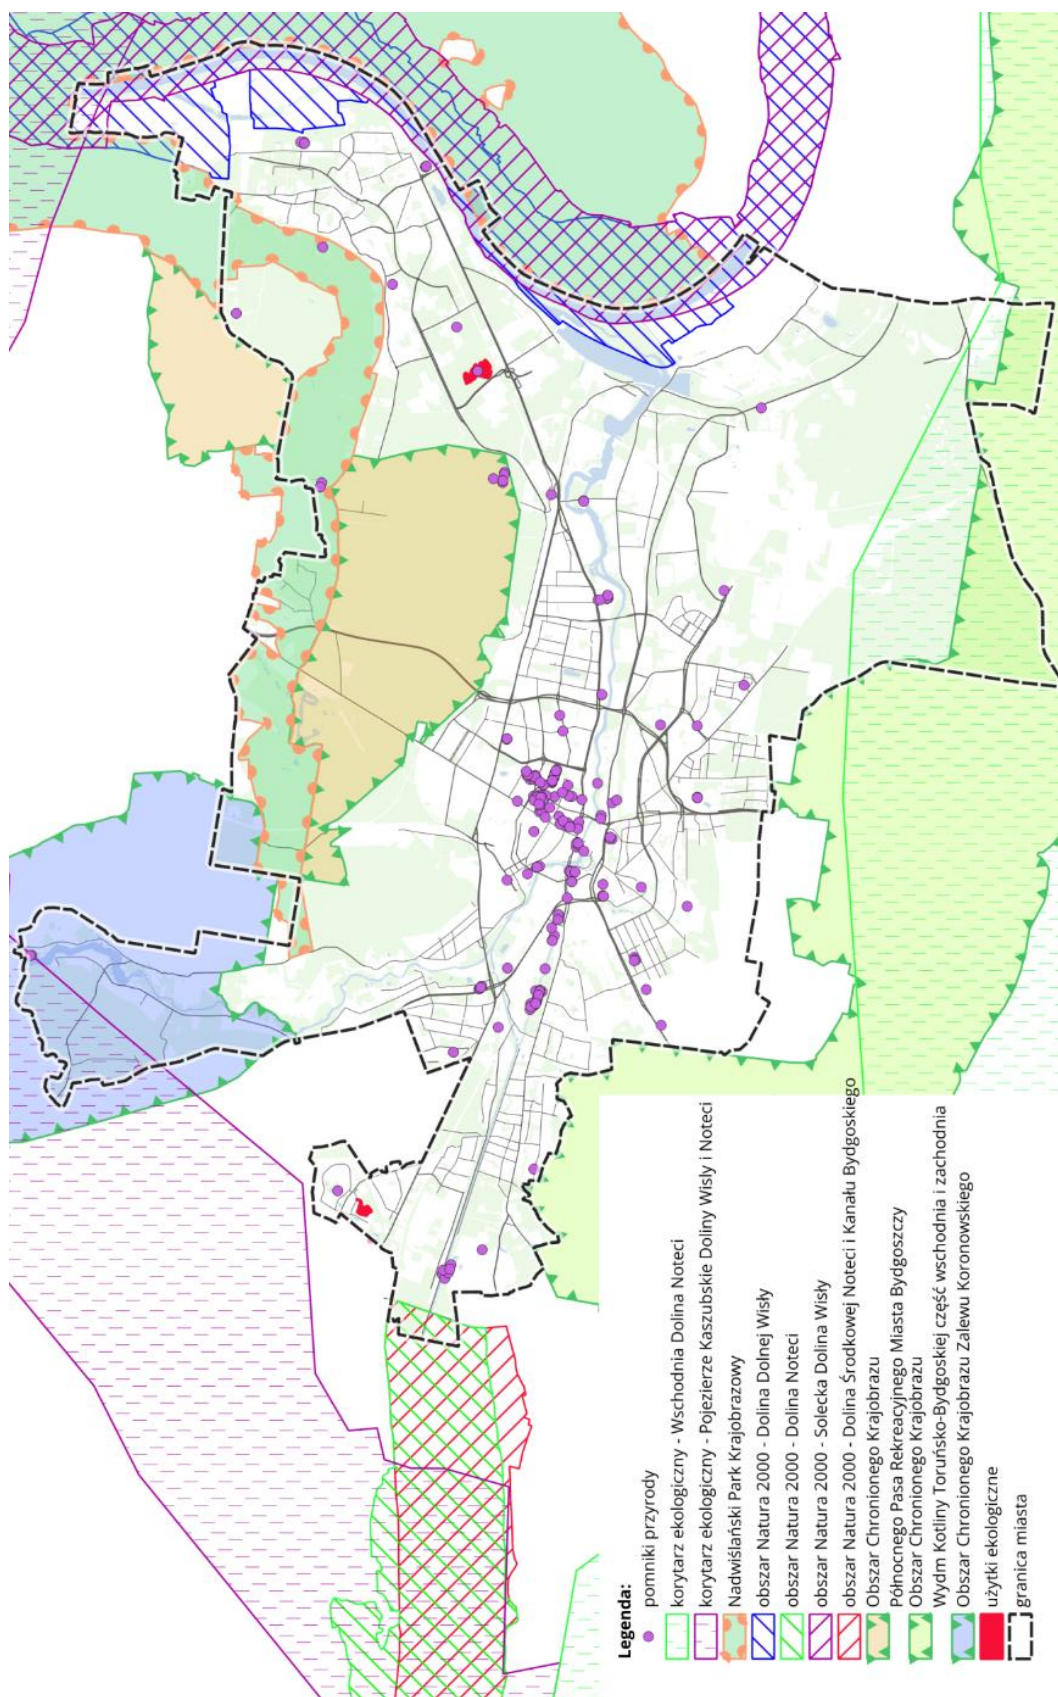 Legenda:
pomniki przyrody
korytarz ekologiczny - Wschodnia Dolina Noteci
korytarz ekologiczny - Pojezierze Kaszubskie Doliny Wisły i Noteci
Nadwiślański Park Krajobrazowy
obszar Natura 2000 - Dolina Dolnej Wisły
obszar Natura 2000 - Dolina Noteci
obszar Natura 2000 - Solecka Dolina Wisły
obszar Natura 2000 - Dolina Środkowej Noteci i Kanału Bydgoskiego
Obszar Chronionego Krajobrazu
Północnego Pasa Rekreacyjnego Miasta Bydgoszczy
Obszar Chronionego Krajobrazu
Wydm Kotliny Toruńsko-Bydgoskiej część wschodnia i zachodnia
Obszar Chronionego Krajobrazu Zalewu Koronowskiego
użytki ekologiczne
granica miasta